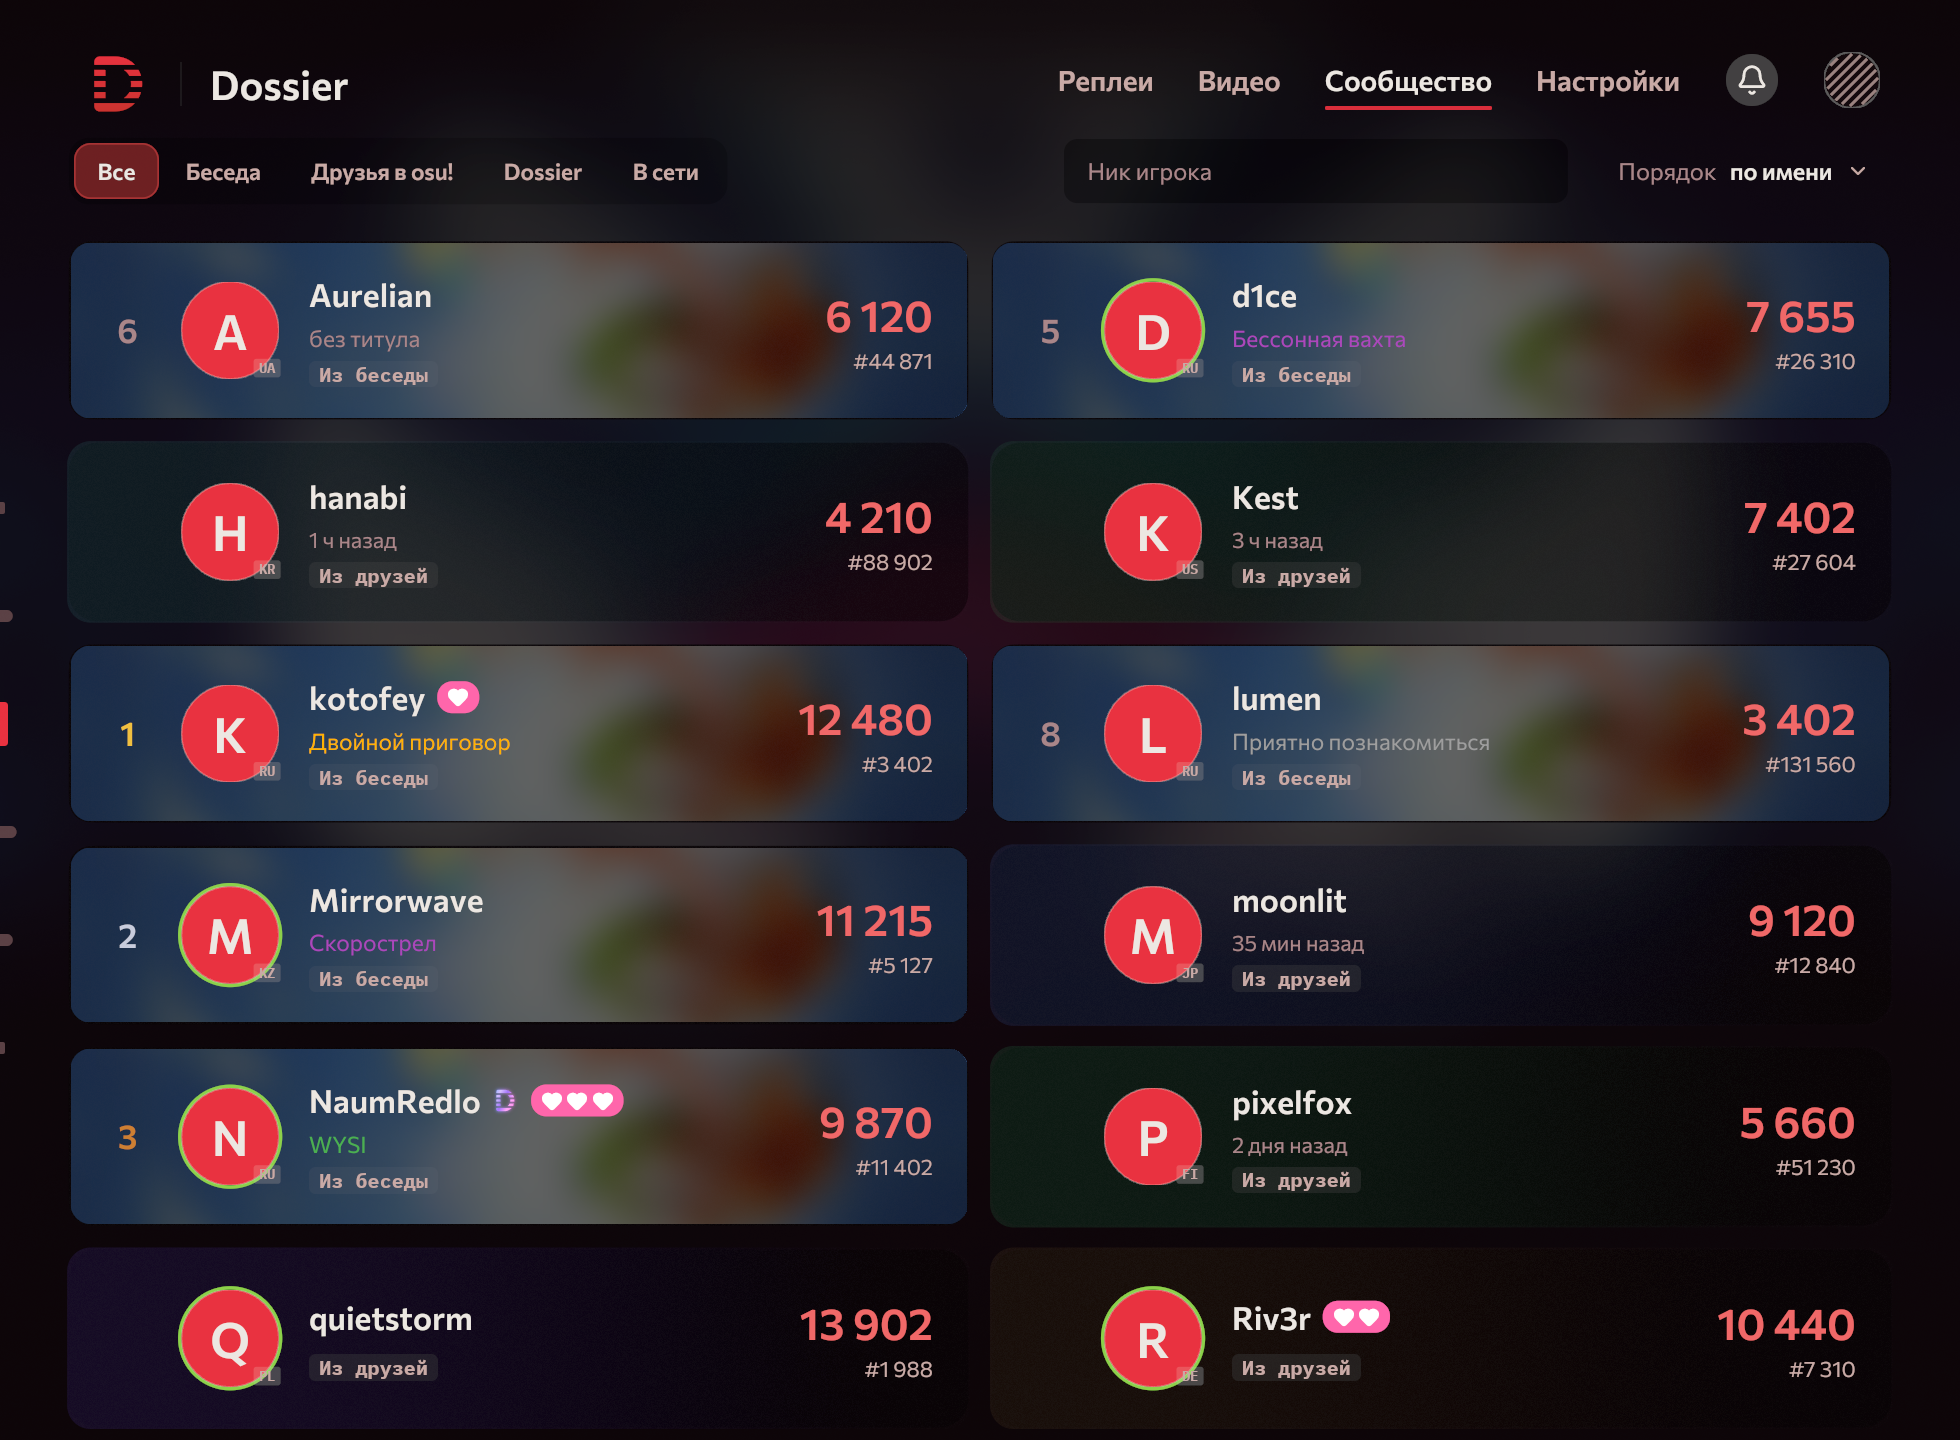 Dossier
Реплеи
Видео
Сообщество
Настройки
Все
Беседа
Друзья в osu!
Dossier
В сети
Ник игрока
Порядок по имени
6
A
UA
Aurelian
без титула
Из беседы
6 120
#44 871
5
D
RU
d1ce
Бессонная вахта
Из беседы
7 655
#26 310
H
KR
hanabi
1 ч назад
Из друзей
4 210
#88 902
K
US
Kest
3 ч назад
Из друзей
7 402
#27 604
1
K
RU
kotofey
Двойной приговор
Из беседы
12 480
#3 402
8
L
RU
lumen
Приятно познакомиться
Из беседы
3 402
#131 560
2
M
KZ
Mirrorwave
Скорострел
Из беседы
11 215
#5 127
M
JP
moonlit
35 мин назад
Из друзей
9 120
#12 840
3
N
RU
NaumRedlo
WYSI
Из беседы
9 870
#11 402
P
FI
pixelfox
2 дня назад
Из друзей
5 660
#51 230
Q
PL
quietstorm
Из друзей
13 902
#1 988
R
DE
Riv3r
Из друзей
10 440
#7 310